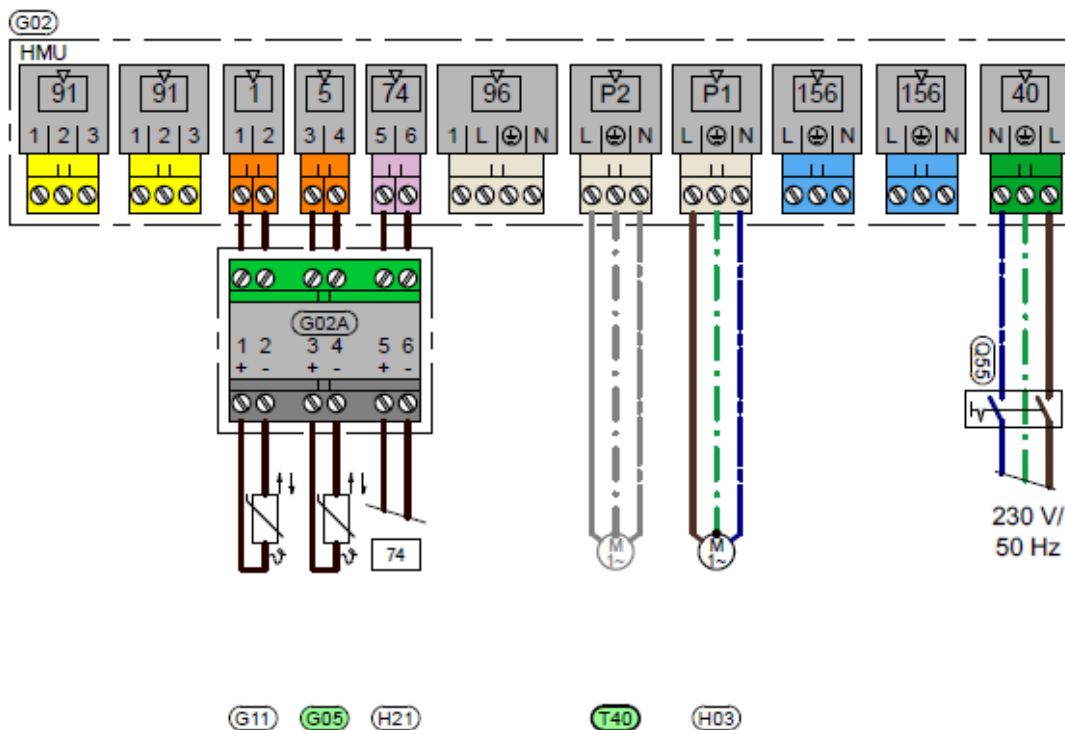 G02
HMU
91 91 1 5 74 96 P2 P1 156 156 40
1 2 3 1 2 3 1 2 3 4 5 6 1 L N L N L N L N L N N L
G02A
1 2 3 4 5 6
+ - + - + -
Q55
74
M
1~
M
1~
230 V/
50 Hz
G11 G05 H21 T40 H03